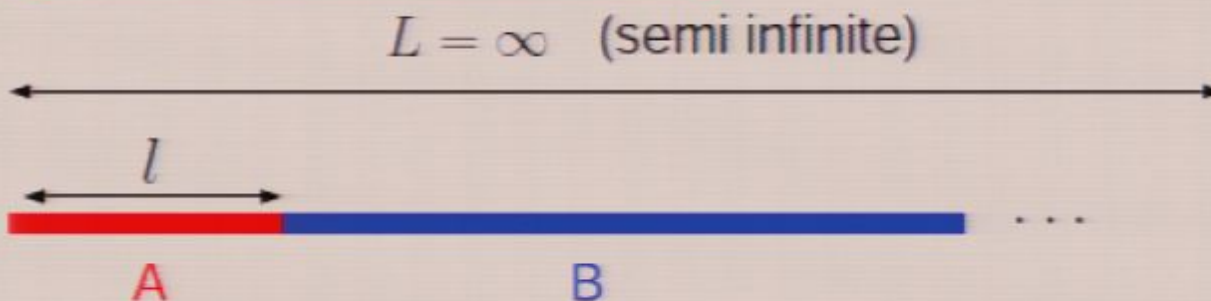 L = ∞ (semi infinite)
l
...
A B